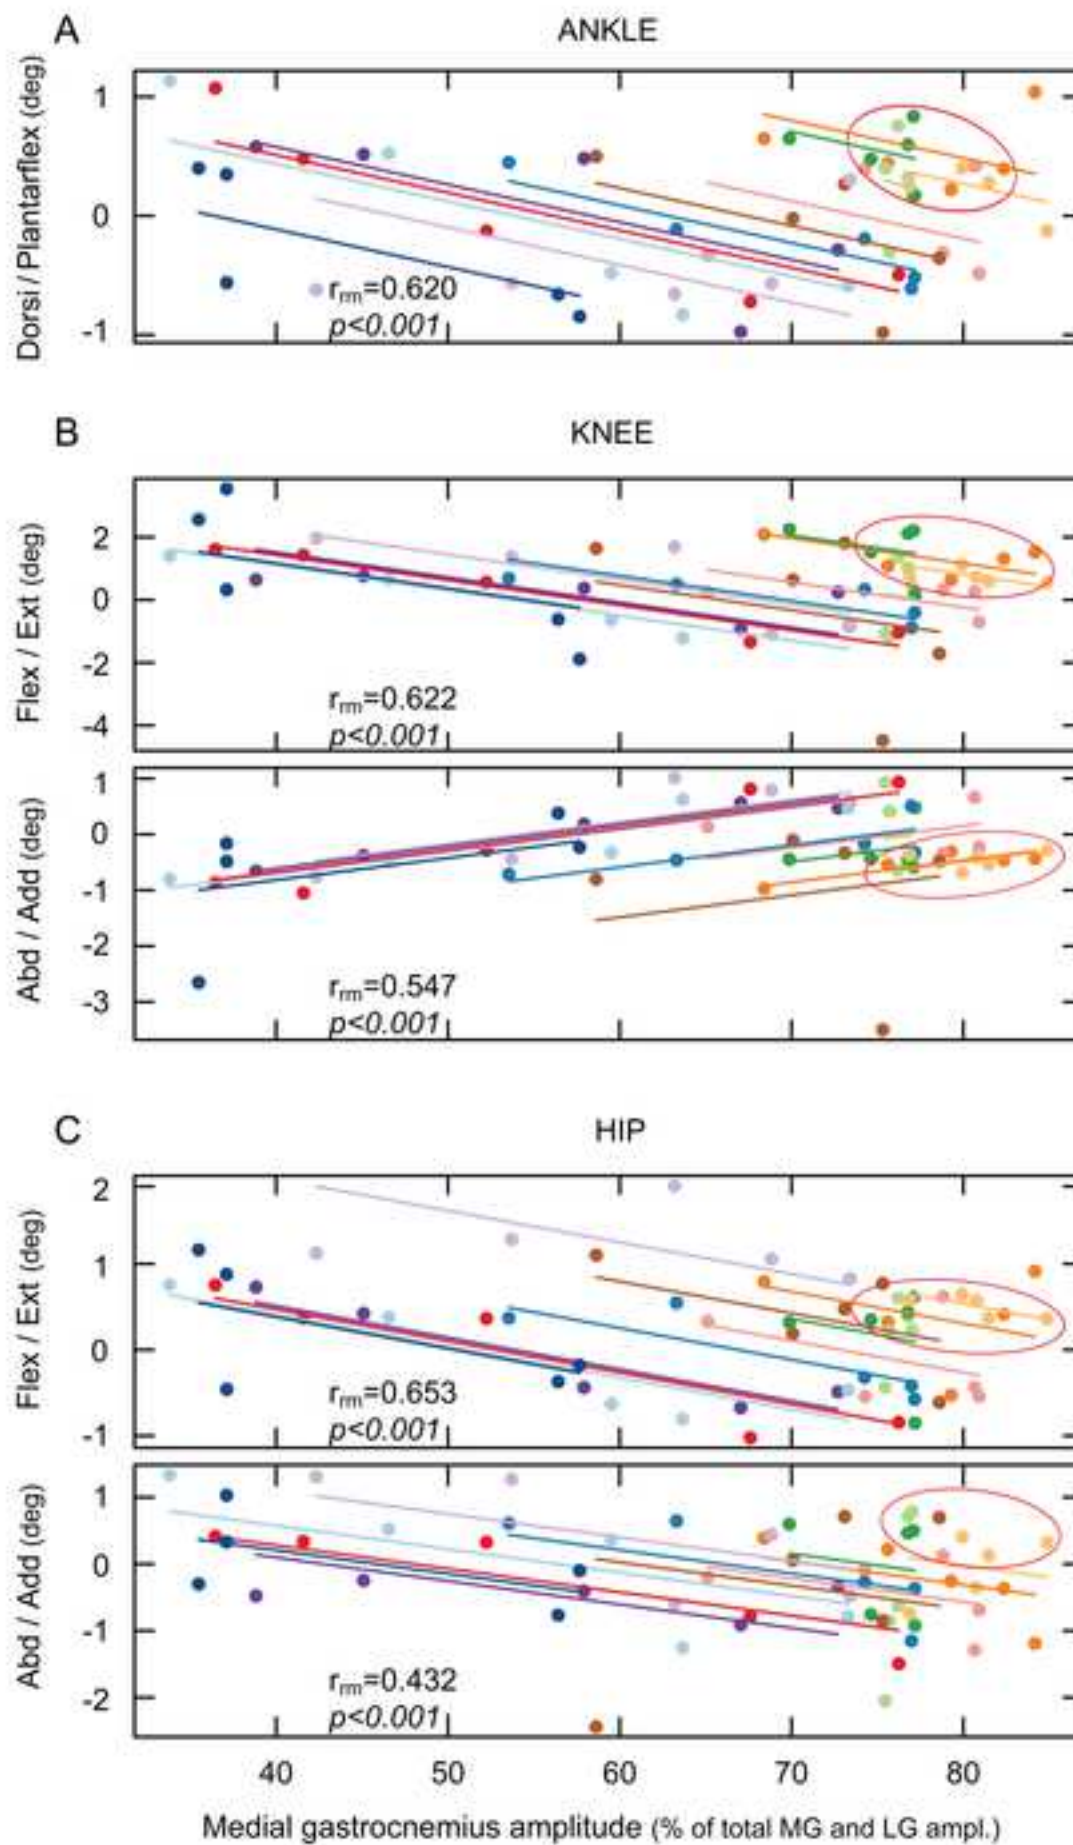 A
ANKLE
Dorsi / Plantarflex (deg)
1
0
-1
rrm=0.620
p<0.001
B
KNEE
Flex / Ext (deg)
2
0
-2
-4
rrm=0.622
p<0.001
Abd / Add (deg)
1
0
-1
-2
-3
rrm=0.547
p<0.001
C
HIP
Flex / Ext (deg)
2
1
0
-1
rrm=0.653
p<0.001
Abd / Add (deg)
1
0
-1
-2
rrm=0.432
p<0.001
40 50 60 70 80
Medial gastrocnemius amplitude (% of total MG and LG ampl.)